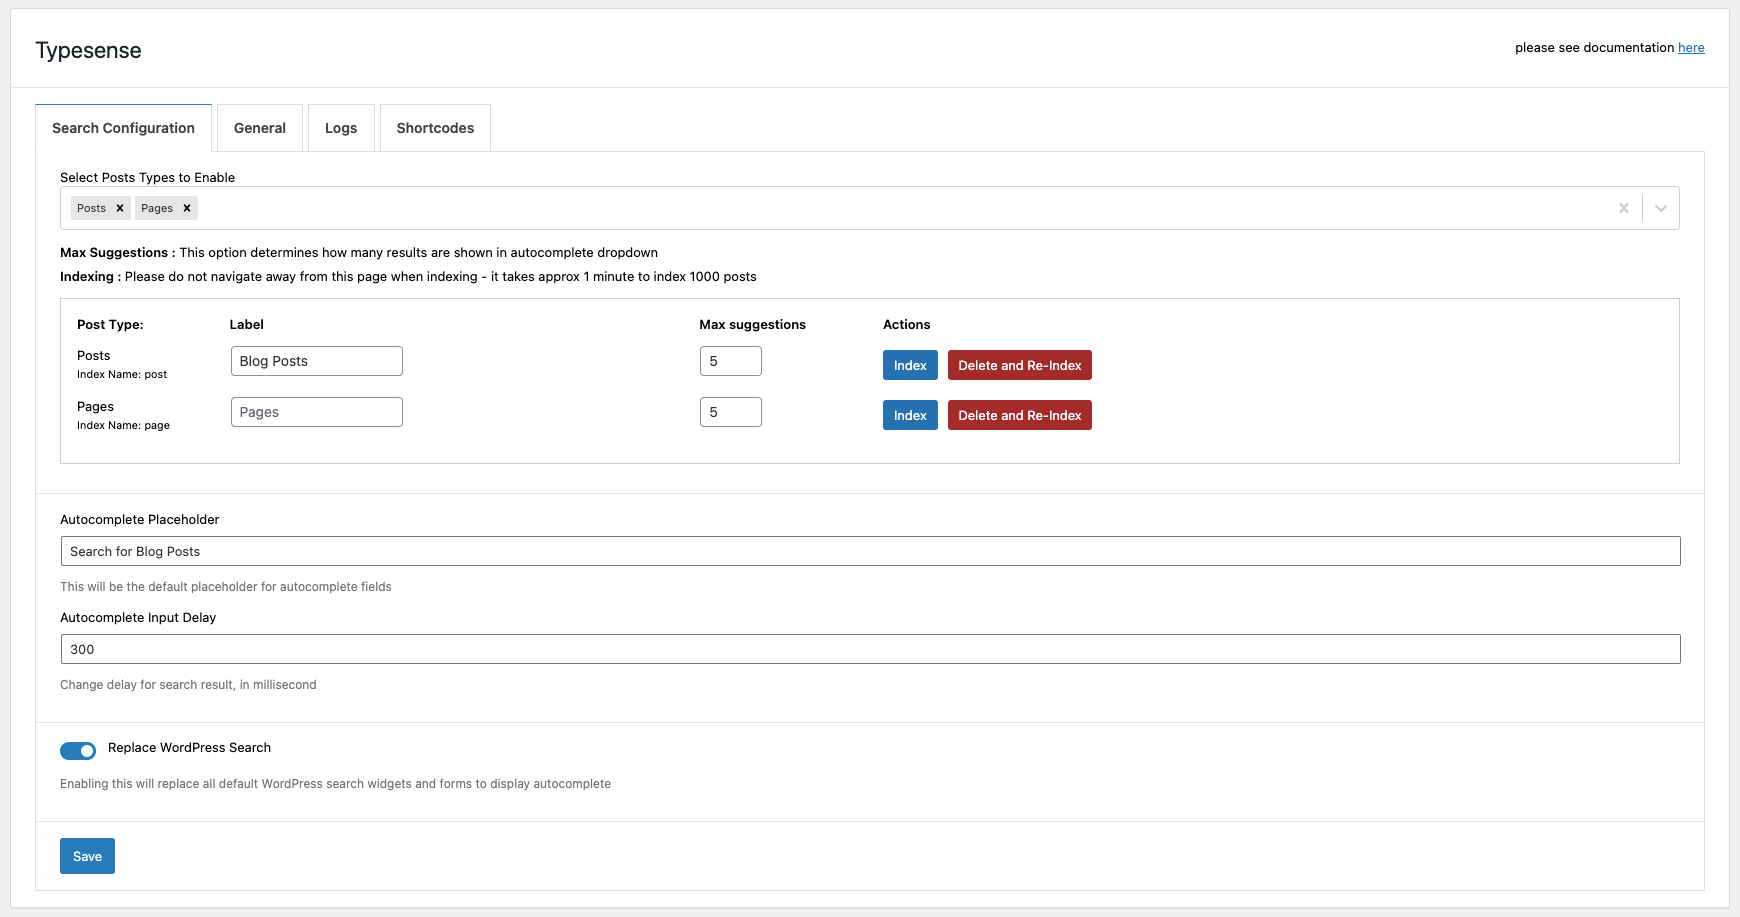 Typesense
please see documentation here
Search Configuration
General
Logs
Shortcodes
Select Posts Types to Enable
Posts
Pages
Max Suggestions : This option determines how many results are shown in autocomplete dropdown
Indexing : Please do not navigate away from this page when indexing - it takes approx 1 minute to index 1000 posts
Post Type:
Label
Max suggestions
Actions
Posts
Index Name: post
Blog Posts
5
Index
Delete and Re-Index
Pages
Index Name: page
Pages
5
Index
Delete and Re-Index
Autocomplete Placeholder
Search for Blog Posts
This will be the default placeholder for autocomplete fields
Autocomplete Input Delay
300
Change delay for search result, in millisecond
Replace WordPress Search
Enabling this will replace all default WordPress search widgets and forms to display autocomplete
Save